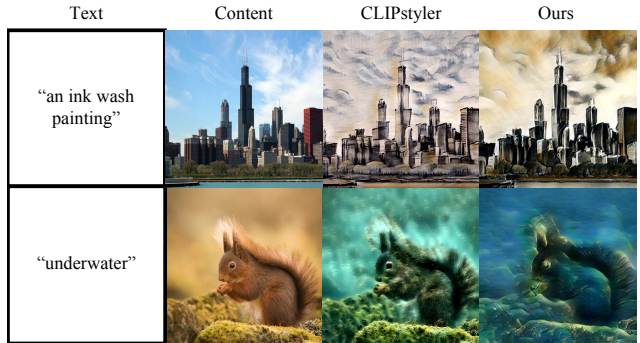 Text Content CLIPstyler Ours
“an ink wash
painting”
“underwater”